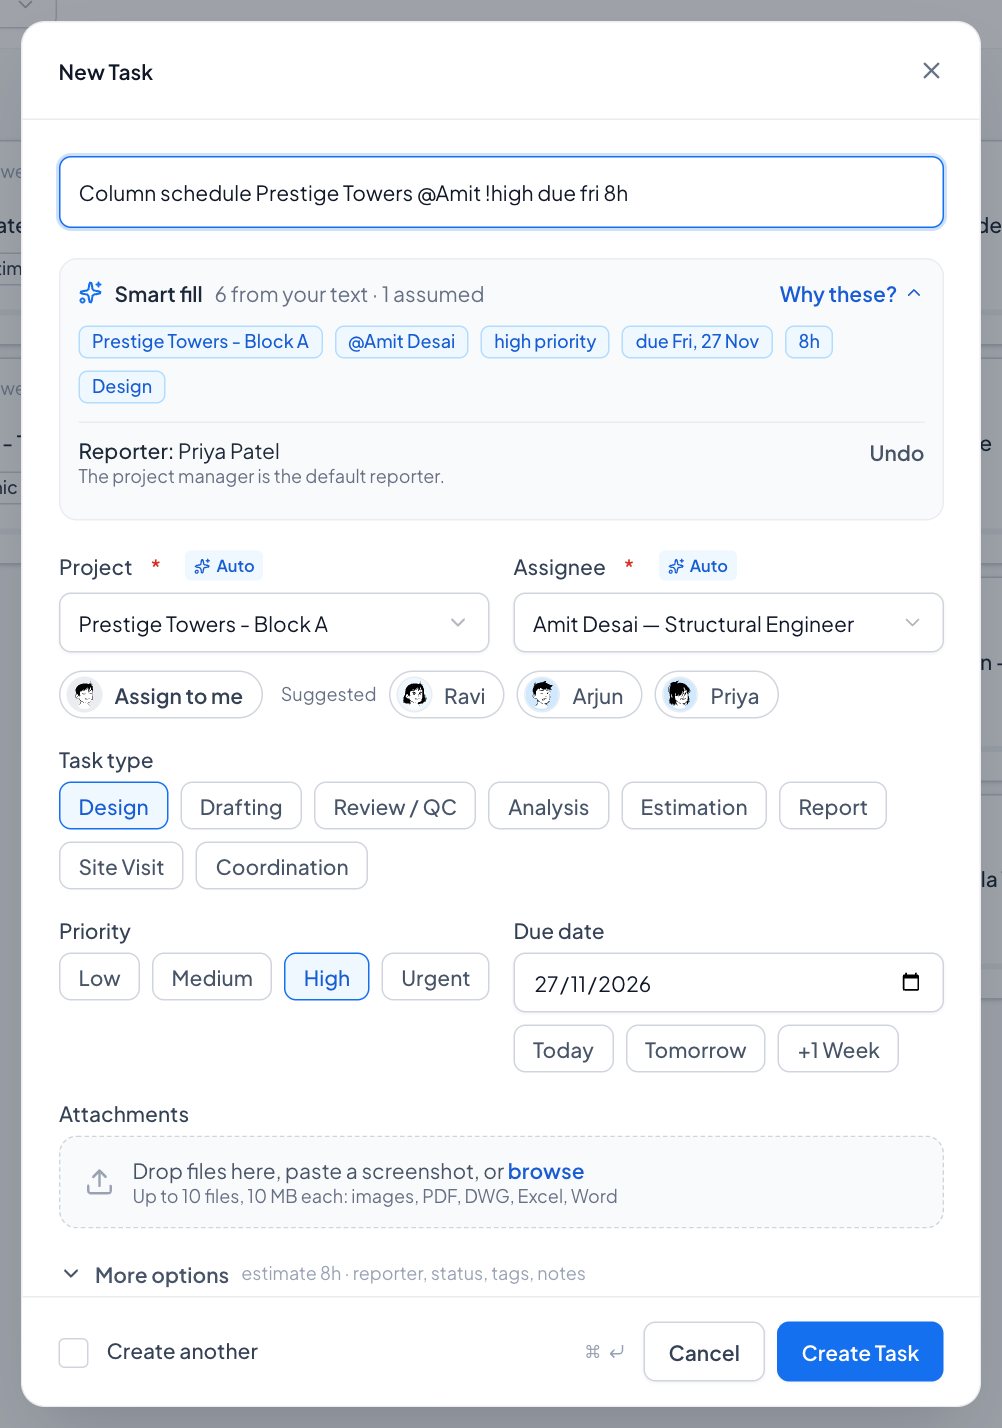 New Task
Column schedule Prestige Towers @Amit !high due fri 8h
Smart fill 6 from your text · 1 assumed Why these?
Prestige Towers - Block A @Amit Desai high priority due Fri, 27 Nov 8h
Design
Reporter: Priya Patel Undo
The project manager is the default reporter.
Project * Auto Assignee * Auto
Prestige Towers - Block A Amit Desai — Structural Engineer
Assign to me Suggested Ravi Arjun Priya
Task type
Design Drafting Review / QC Analysis Estimation Report
Site Visit Coordination
Priority Due date
Low Medium High Urgent 27/11/2026
Today Tomorrow +1 Week
Attachments
Drop files here, paste a screenshot, or browse
Up to 10 files, 10 MB each: images, PDF, DWG, Excel, Word
More options estimate 8h · reporter, status, tags, notes
Create another ⌘ ↵ Cancel Create Task